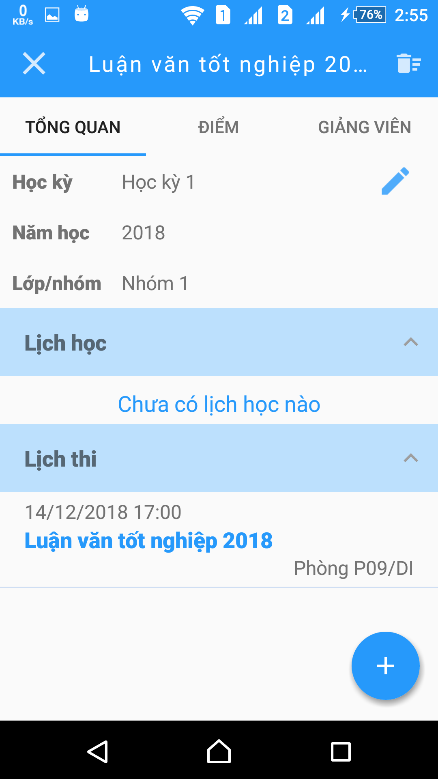 0
KB/s
1
2
76%
2:55
Luận văn tốt nghiệp 20...
TỔNG QUAN ĐIỂM GIẢNG VIÊN
Học kỳ Học kỳ 1
Năm học 2018
Lớp/nhóm Nhóm 1
Lịch học
Chưa có lịch học nào
Lịch thi
14/12/2018 17:00
Luận văn tốt nghiệp 2018
Phòng P09/DI